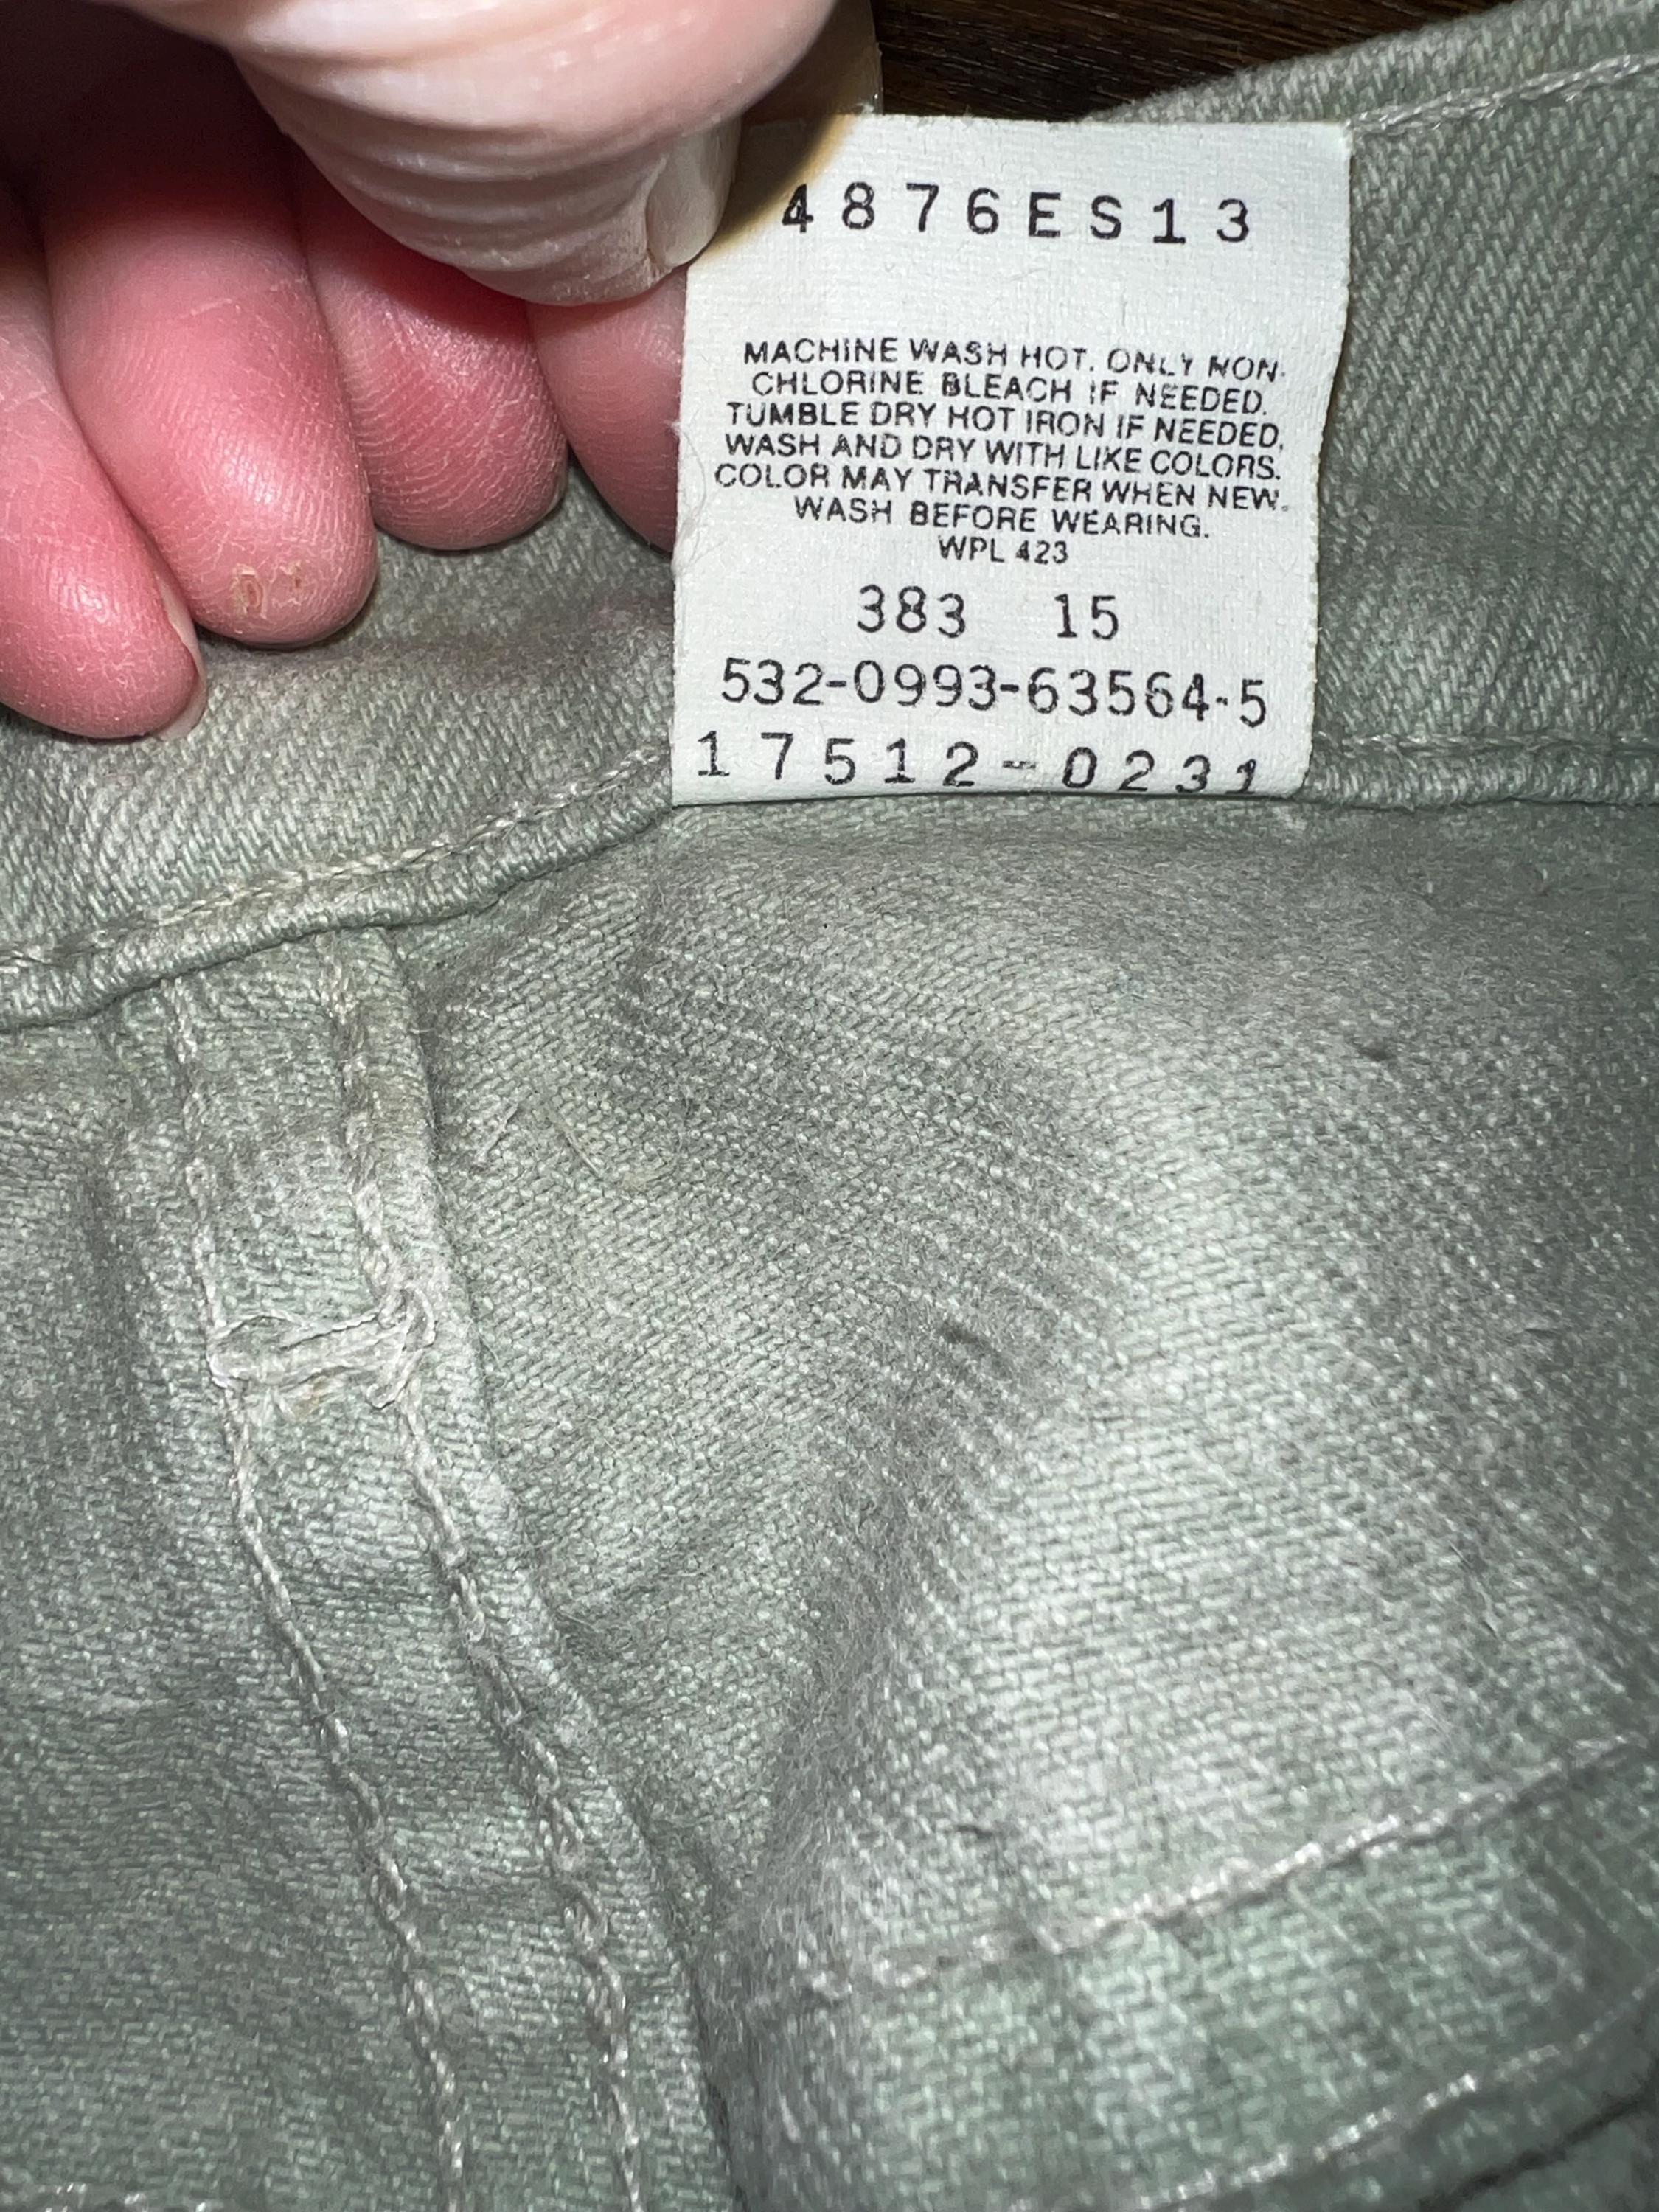 4876ES13
MACHINE WASH HOT. ONLY NON-
CHLORINE BLEACH IF NEEDED.
TUMBLE DRY HOT IRON IF NEEDED.
WASH AND DRY WITH LIKE COLORS.
COLOR MAY TRANSFER WHEN NEW.
WASH BEFORE WEARING.
WPL 423
383 15
532-0993-63564-5
17512-0231